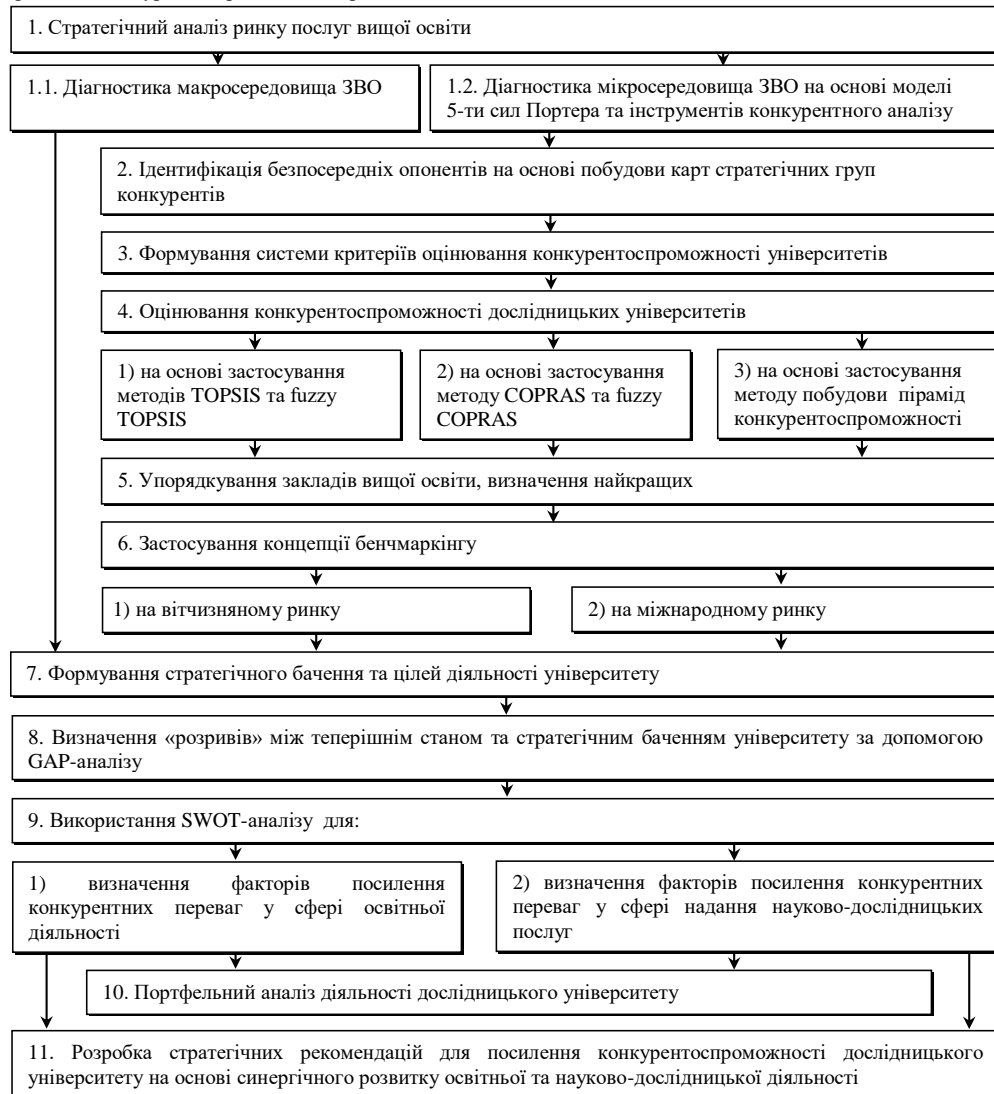 1. Стратегічний аналіз ринку послуг вищої освіти
1.1. Діагностика макросередовища ЗВО
1.2. Діагностика мікросередовища ЗВО на основі моделі
5-ти сил Портера та інструментів конкурентного аналізу
2. Ідентифікація безпосередніх опонентів на основі побудови карт стратегічних груп
конкурентів
3. Формування системи критеріїв оцінювання конкурентоспроможності університетів
4. Оцінювання конкурентоспроможності дослідницьких університетів
1) на основі застосування
методів TOPSIS та fuzzy
TOPSIS
2) на основі застосування
методу COPRAS та fuzzy
COPRAS
3) на основі застосування
методу побудови пірамід
конкурентоспроможності
5. Упорядкування закладів вищої освіти, визначення найкращих
6. Застосування концепції бенчмаркінгу
1) на вітчизняному ринку
2) на міжнародному ринку
7. Формування стратегічного бачення та цілей діяльності університету
8. Визначення «розривів» між теперішнім станом та стратегічним баченням університету за допомогою
GAP-аналізу
9. Використання SWOT-аналізу для:
1) визначення факторів посилення
конкурентних переваг у сфері освітньої
діяльності
2) визначення факторів посилення конкурентних
переваг у сфері надання науково-дослідницьких
послуг
10. Портфельний аналіз діяльності дослідницького університету
11. Розробка стратегічних рекомендацій для посилення конкурентоспроможності дослідницького
університету на основі синергічного розвитку освітньої та науково-дослідницької діяльності